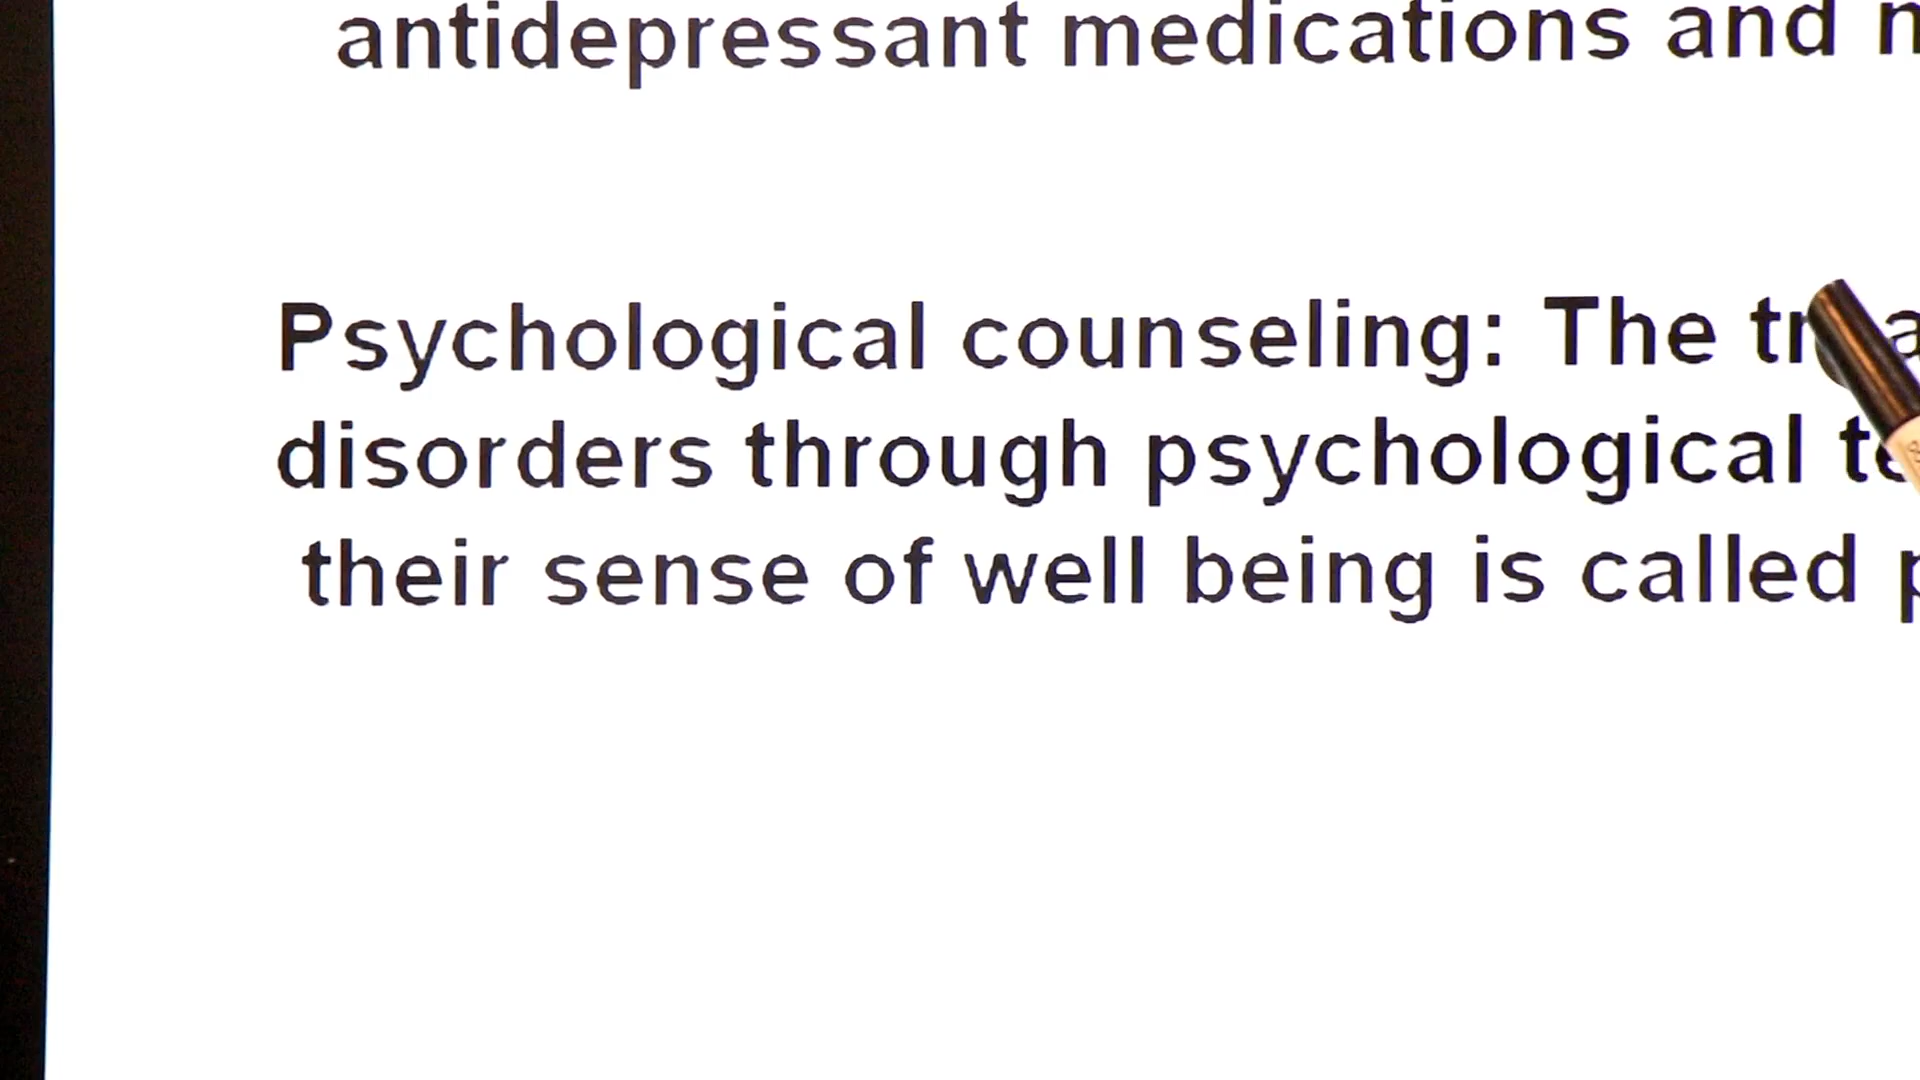 antidepressant medications and
Psychological counseling: The
disorders through psychological
their sense of well being is called